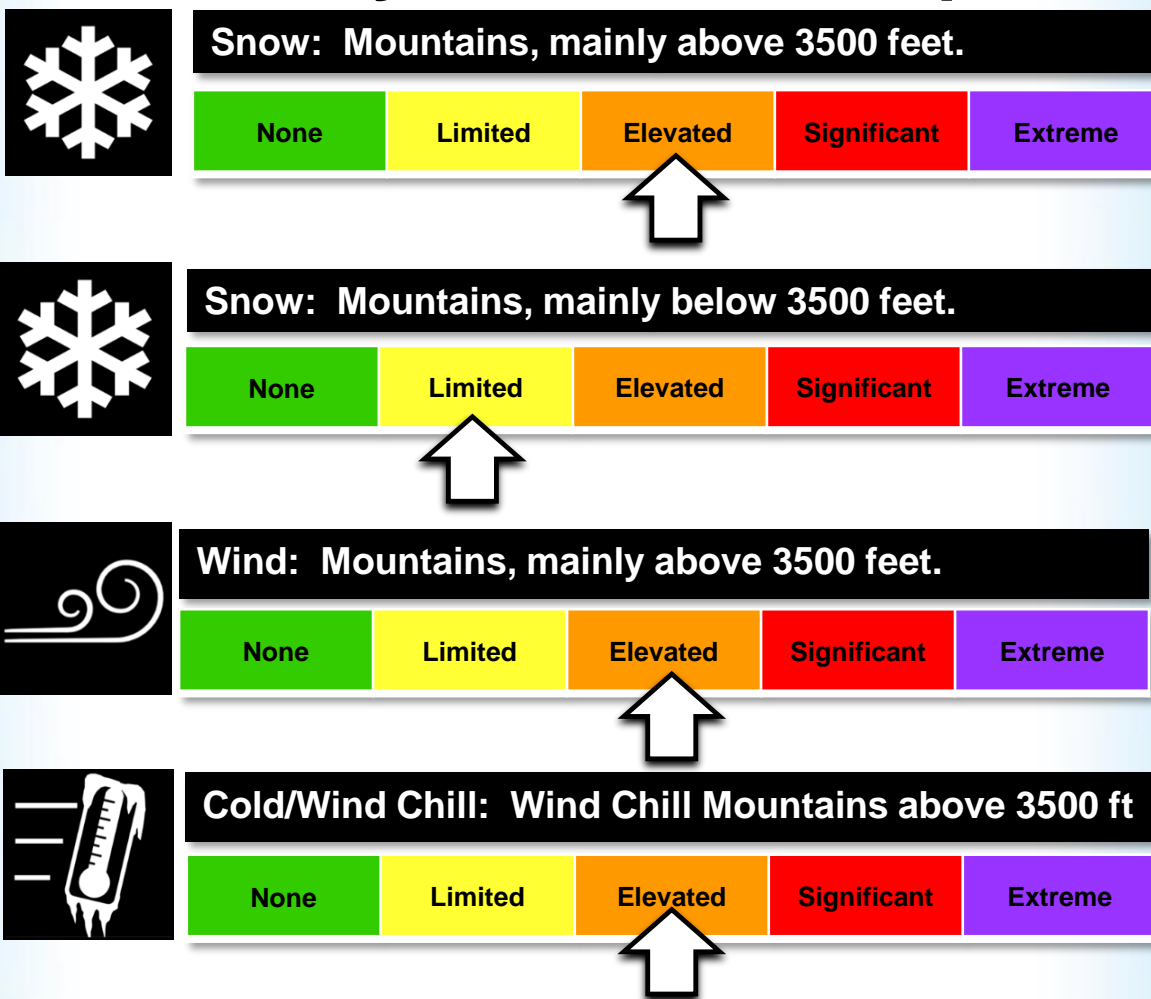 Snow: Mountains, mainly above 3500 feet.
None Limited Elevated Significant Extreme
Snow: Mountains, mainly below 3500 feet.
None Limited Elevated Significant Extreme
Wind: Mountains, mainly above 3500 feet.
None Limited Elevated Significant Extreme
Cold/Wind Chill: Wind Chill Mountains above 3500 ft
None Limited Elevated Significant Extreme